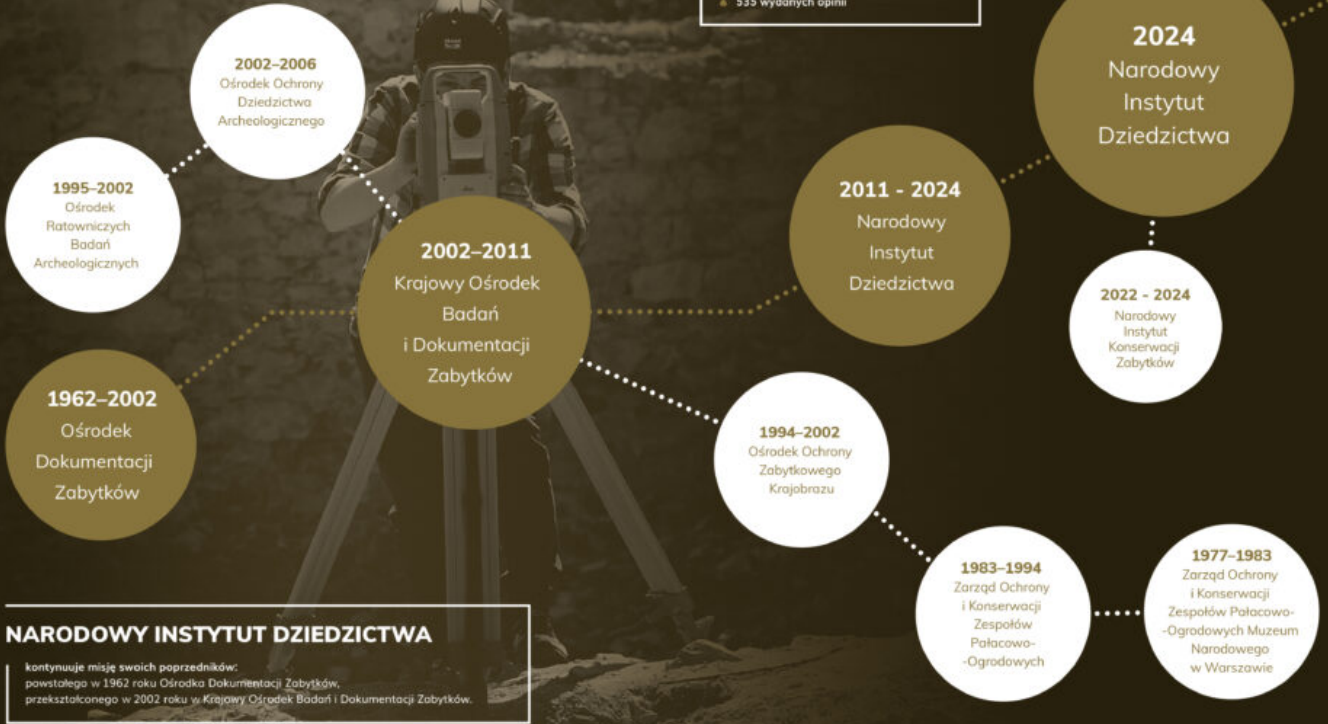 535 wydanych opinii
2024
Narodowy
Instytut
Dziedzictwa
2002–2006
Ośrodek Ochrony
Dziedzictwa
Archeologicznego
1995–2002
Ośrodek
Ratowniczych
Badań
Archeologicznych
2011 - 2024
Narodowy
Instytut
Dziedzictwa
2002–2011
Krajowy Ośrodek
Badań
i Dokumentacji
Zabytków
2022 - 2024
Narodowy
Instytut
Konserwacji
Zabytków
1962–2002
Ośrodek
Dokumentacji
Zabytków
1994–2002
Ośrodek Ochrony
Zabytkowego
Krajobrazu
1983–1994
Zarząd Ochrony
i Konserwacji
Zespołów
Pałacowo-
-Ogrodowych
1977–1983
Zarząd Ochrony
i Konserwacji
Zespołów Pałacowo-
-Ogrodowych Muzeum
Narodowego
w Warszawie
NARODOWY INSTYTUT DZIEDZICTWA
kontynuuje misję swoich poprzedników:
powstałego w 1962 roku Ośrodka Dokumentacji Zabytków,
przekształconego w 2002 roku w Krajowy Ośrodek Badań i Dokumentacji Zabytków.